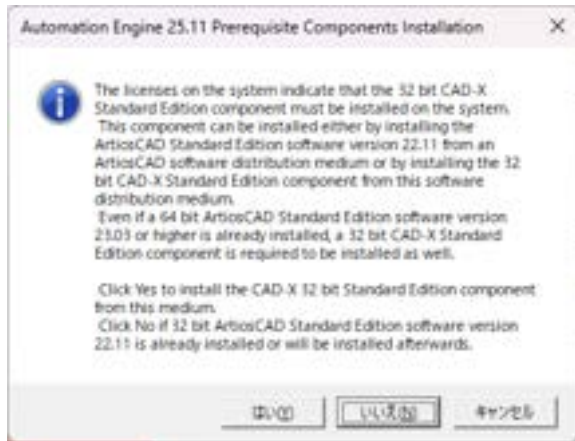 Automation Engine 25.11 Prerequisite Components Installation
The licenses on the system indicate that the 32 bit CAD-X
Standard Edition component must be installed on the system.
This component can be installed either by installing the
ArtiosCAD Standard Edition software version 22.11 from an
ArtiosCAD software distribution medium or by installing the 32
bit CAD-X Standard Edition component from this software
distribution medium.
Even if a 64 bit ArtiosCAD Standard Edition software version
23.03 or higher is already installed, a 32 bit CAD-X Standard
Edition component is required to be installed as well.
Click Yes to install the CAD-X 32 bit Standard Edition component
from this medium.
Click No if 32 bit ArtiosCAD Standard Edition software version
22.11 is already installed or will be installed afterwards.
はい(Y) いいえ(N) キャンセル